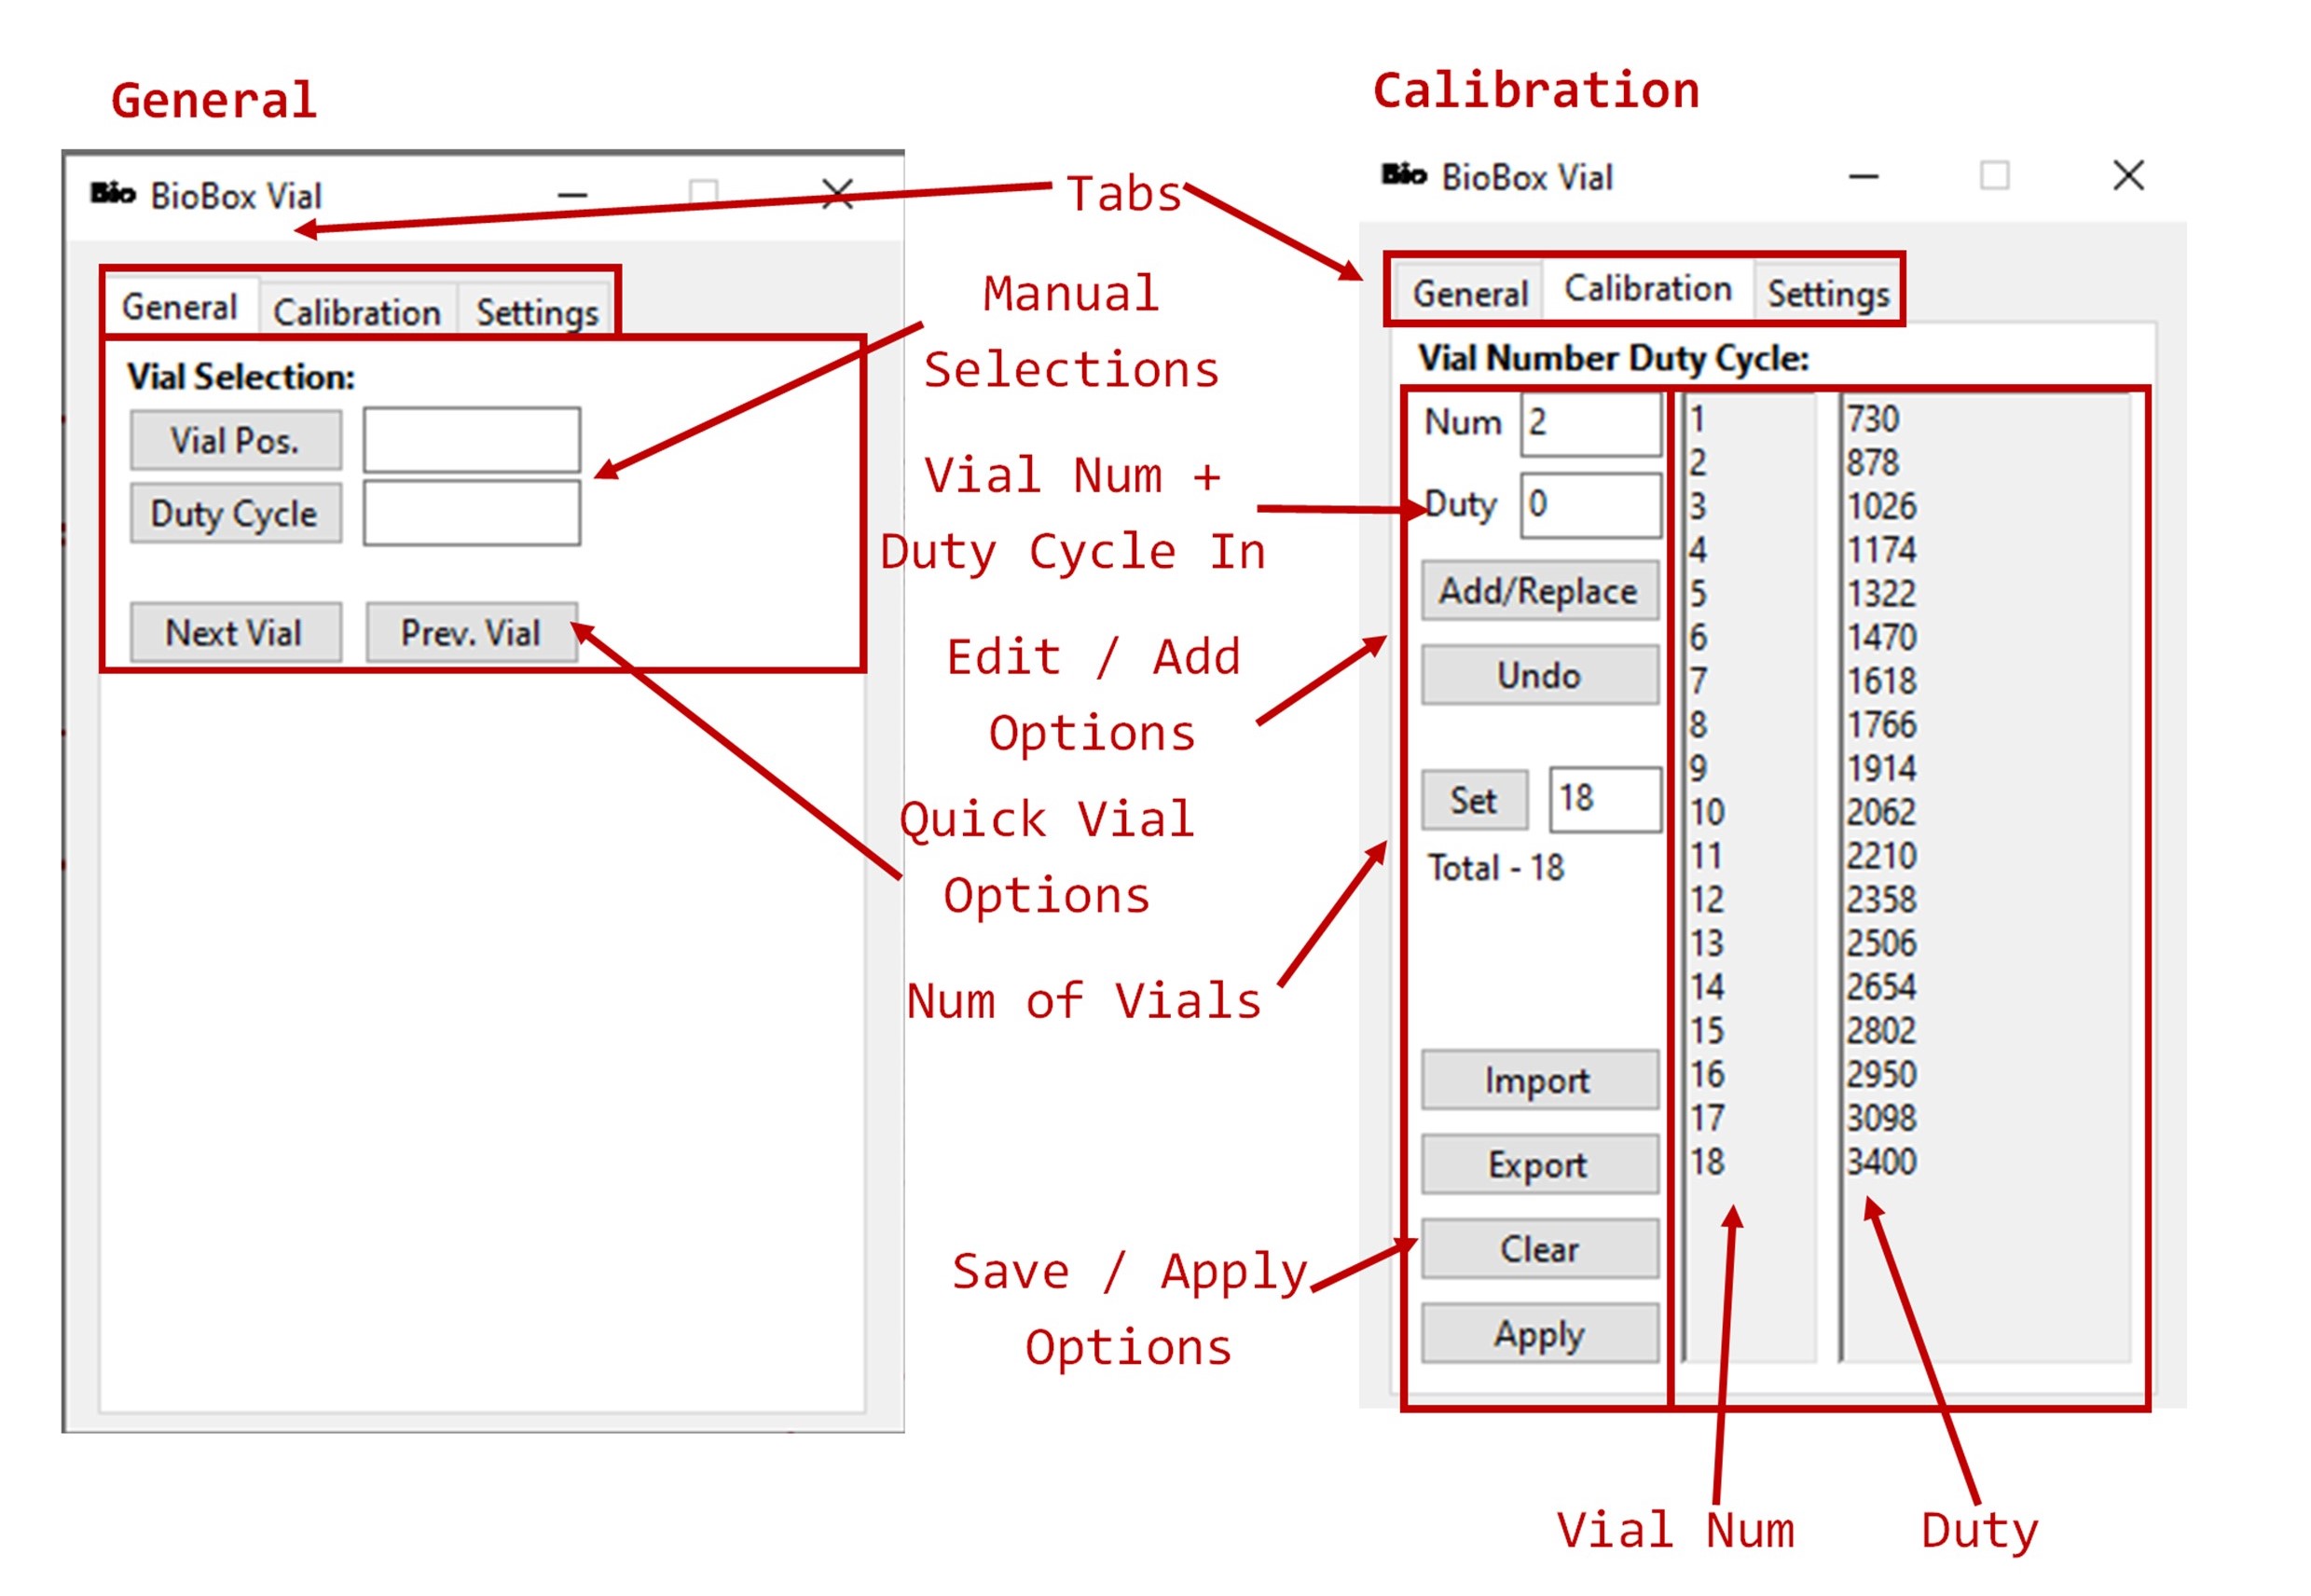 General
Bio BioBox Vial
General Calibration Settings
Vial Selection:
Vial Pos.
Duty Cycle
Next Vial Prev. Vial
Tabs
Manual
Selections
Vial Num +
Duty Cycle In
Edit / Add
Options
Quick Vial
Options
Num of Vials
Save / Apply
Options
Calibration
Bio BioBox Vial
General Calibration Settings
Vial Number Duty Cycle:
Num 2
Duty 0
Add/Replace
Undo
Set 18
Total - 18
Import
Export
Clear
Apply
1 730
2 878
3 1026
4 1174
5 1322
6 1470
7 1618
8 1766
9 1914
10 2062
11 2210
12 2358
13 2506
14 2654
15 2802
16 2950
17 3098
18 3400
Vial Num Duty